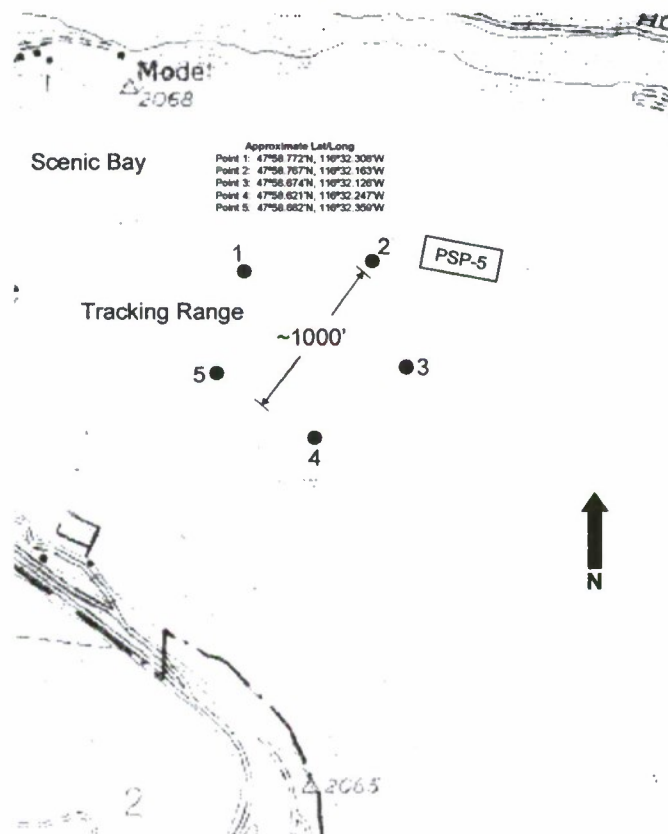 Model
2068
Scenic Bay
Approximate Lat/Long
Point 1: 47°58.772'N, 116°32.308'W
Point 2: 47°58.767'N, 116°32.163'W
Point 3: 47°58.674'N, 116°32.126'W
Point 4: 47°58.621'N, 116°32.247'W
Point 5: 47°58.662'N, 116°32.359'W
1
2
PSP-5
Tracking Range
~1000'
5
3
4
N
2065
2